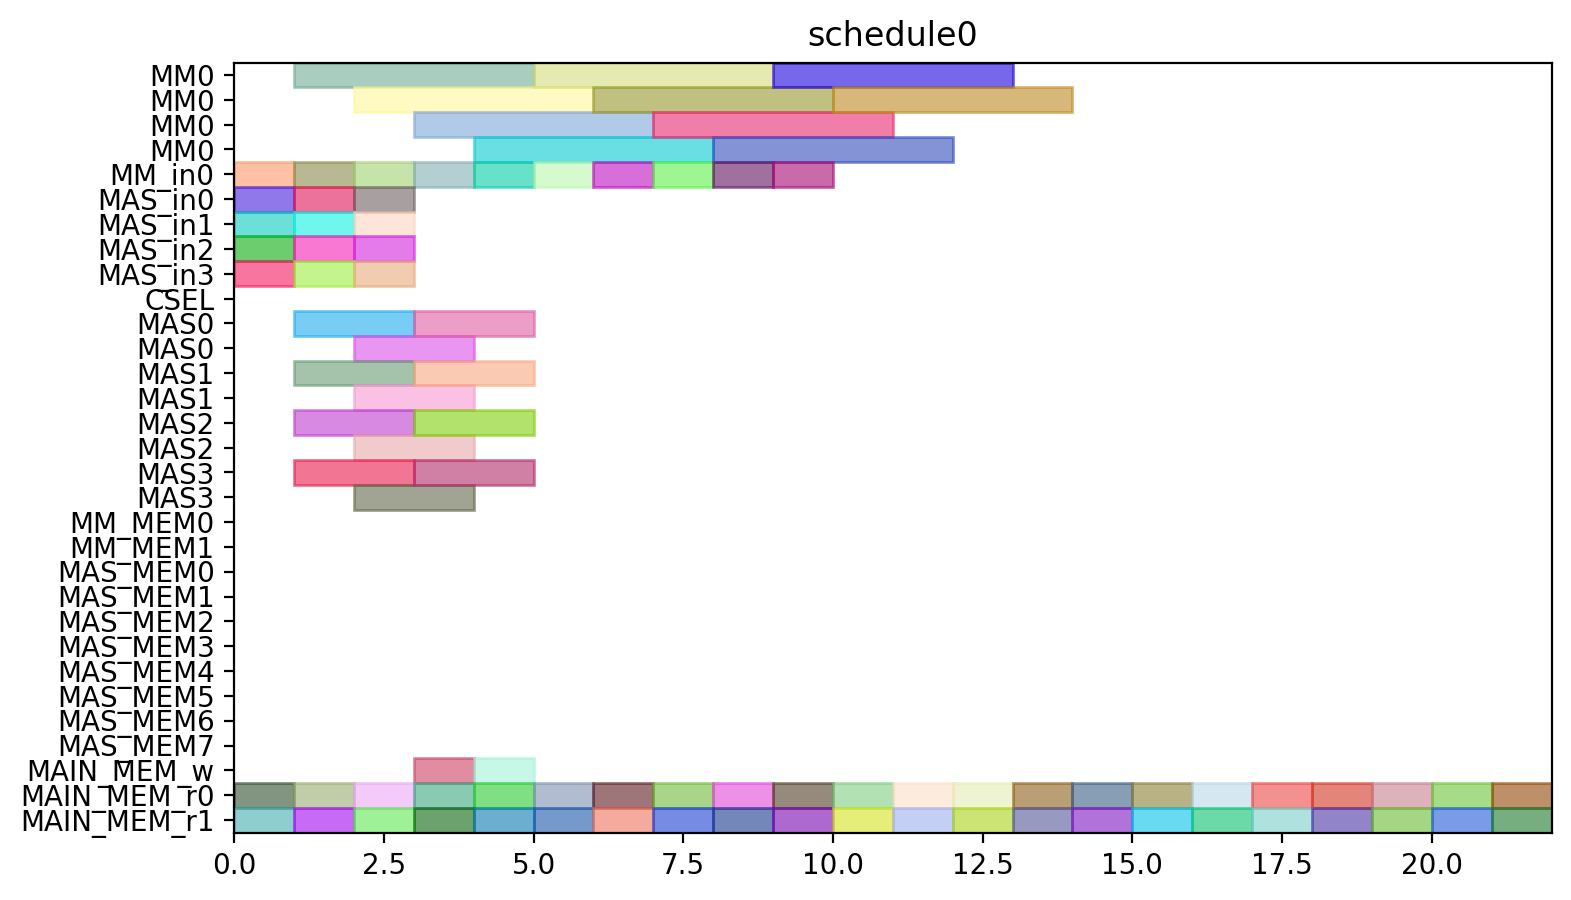 schedule0
MM0
MM0
MM0
MM0
MM_in0
MAS_in0
MAS_in1
MAS_in2
MAS_in3
CSEL
MAS0
MAS0
MAS1
MAS1
MAS2
MAS2
MAS3
MAS3
MM_MEM0
MM_MEM1
MAS_MEM0
MAS_MEM1
MAS_MEM2
MAS_MEM3
MAS_MEM4
MAS_MEM5
MAS_MEM6
MAS_MEM7
MAIN_MEM_w
MAIN_MEM_r0
MAIN_MEM_r1
0.0 2.5 5.0 7.5 10.0 12.5 15.0 17.5 20.0